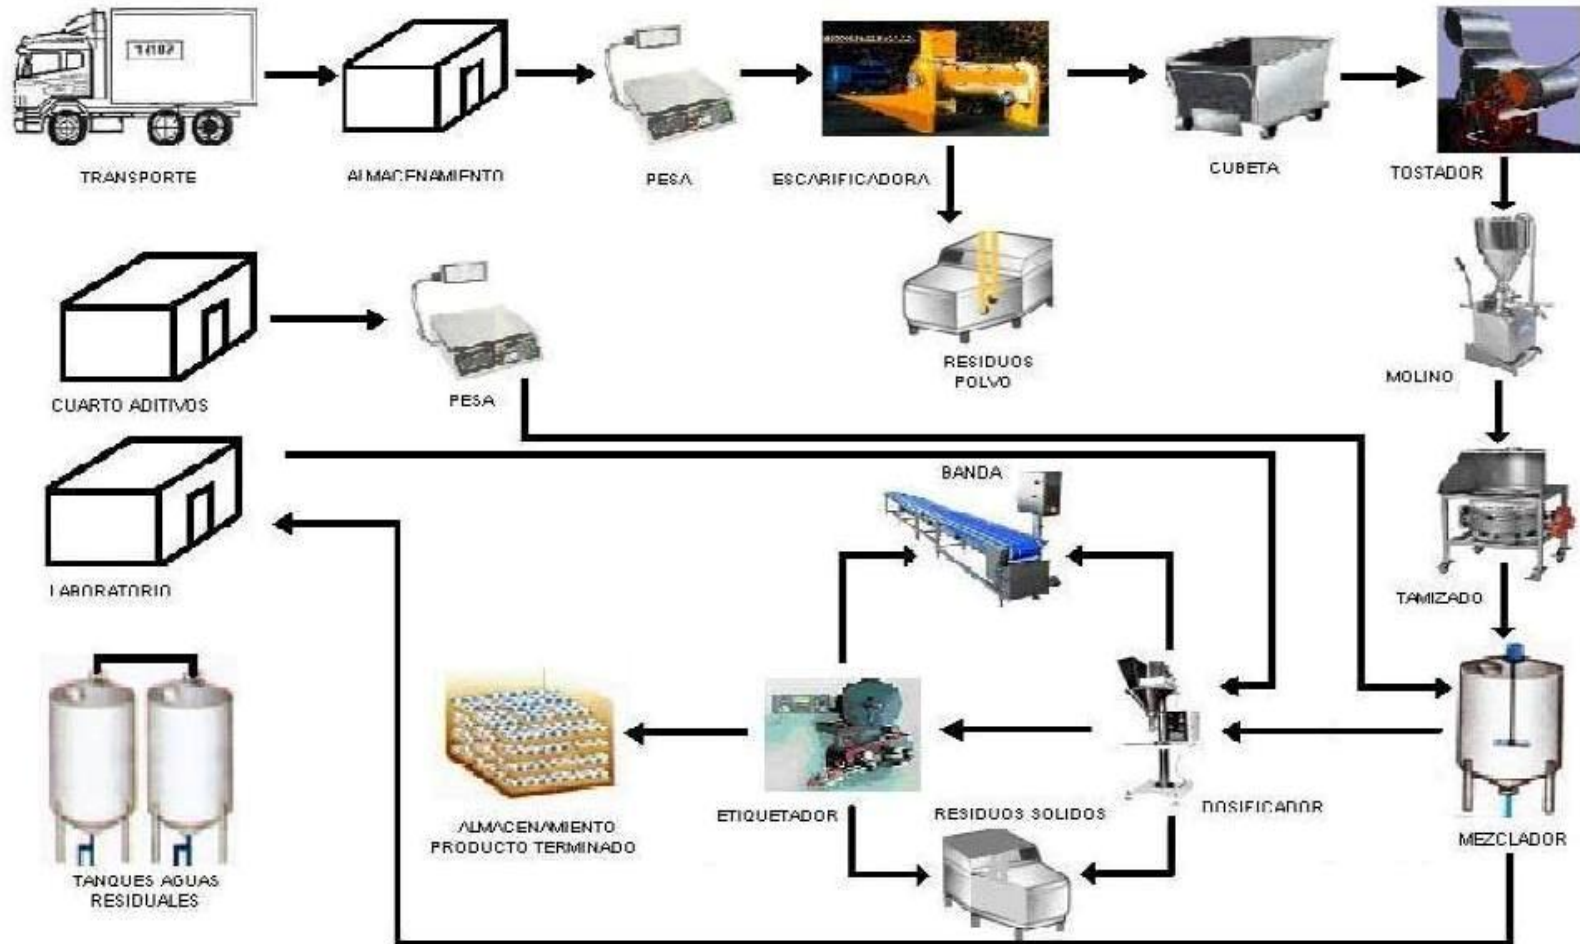 TRANSPORTE
ALMACENAMIENTO
PESA
ESCARIFICADORA
CUBETA
TOSTADOR
RESIDUOS
POLVO
MOLINO
CUARTO ADITIVOS
PESA
BANDA
LABORATORIO
TAMIZADO
ETIQUETADOR
RESIDUOS SOLIDOS
DOSIFICADOR
ALMACENAMIENTO
PRODUCTO TERMINADO
MEZCLADOR
TANQUES AGUAS
RESIDUALES